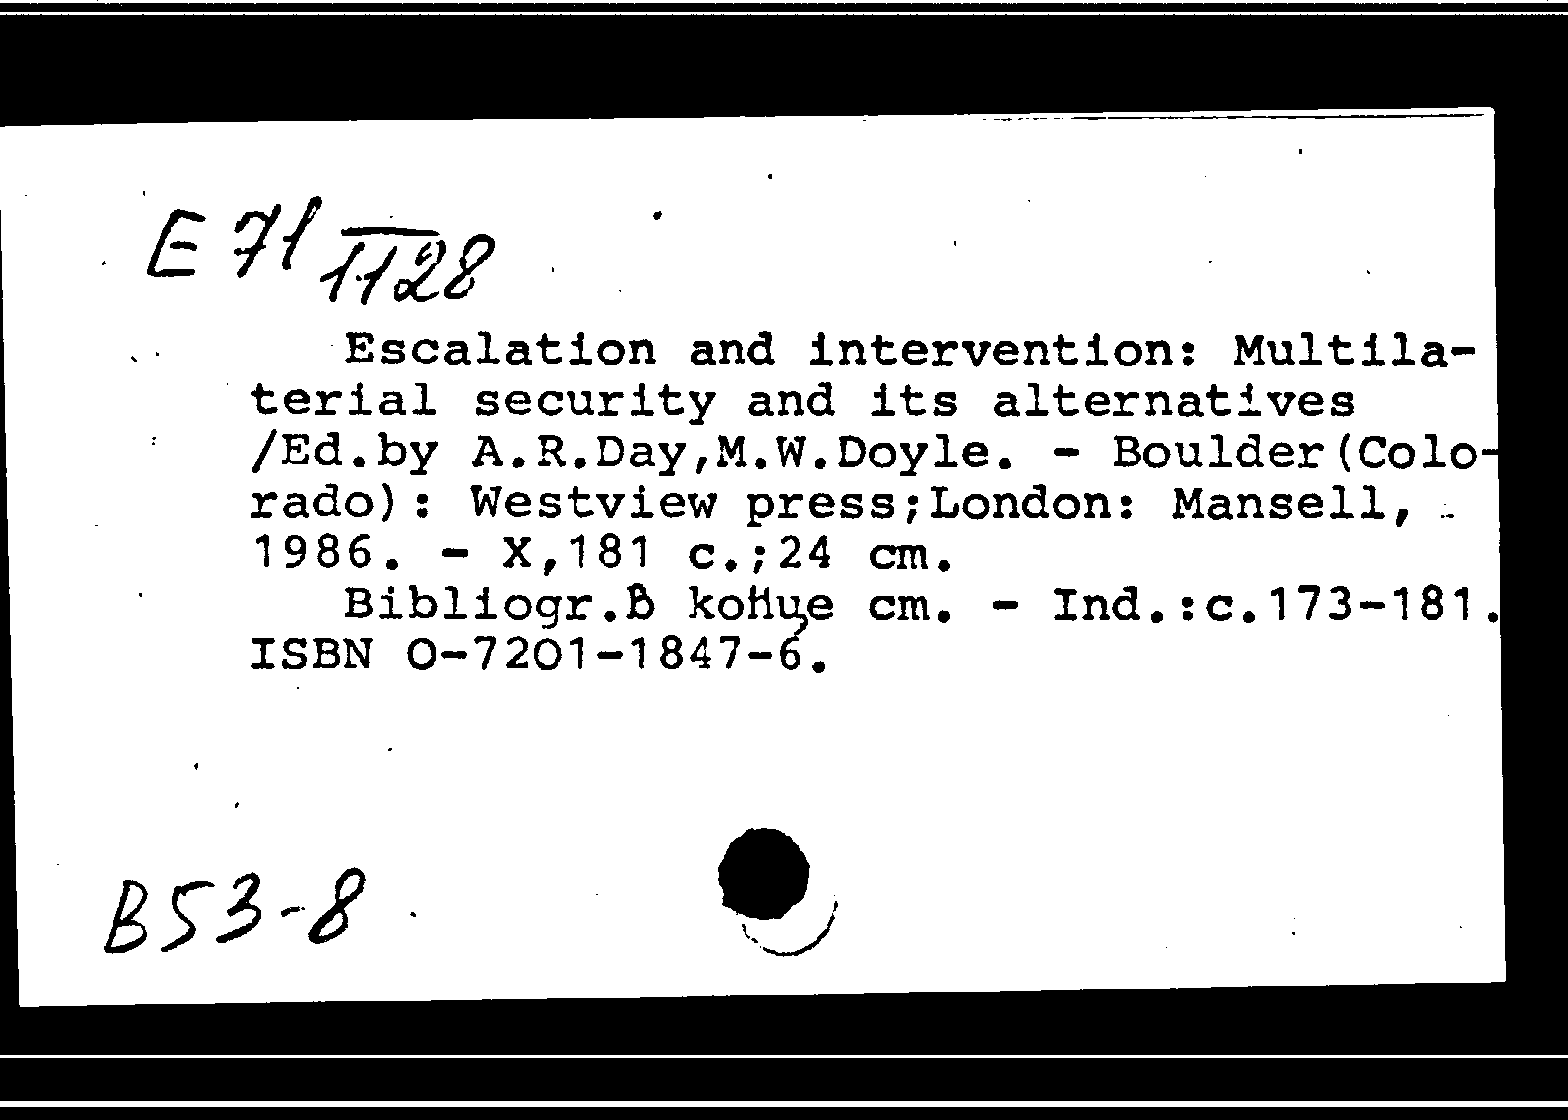 E 71/1128
Escalation and intervention: Multila-
terial security and its alternatives
/Ed.by A.R.Day,M.W.Doyle. - Boulder(Colo-
rado): Westview press;London: Mansell,
1986. - X,181 c.;24 cm.
Bibliogr.в конце cm. - Ind.:c.173-181.
ISBN 0-7201-1847-6.
B53-8